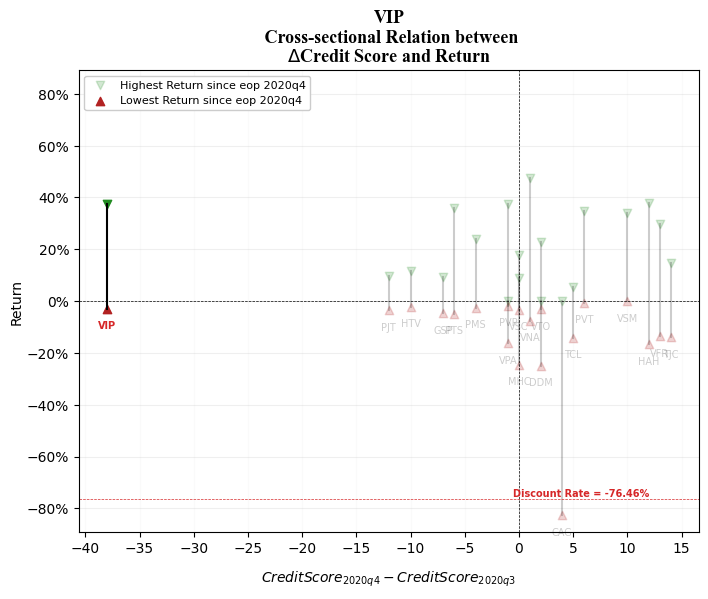 VIP
Cross-sectional Relation between
ΔCredit Score and Return
Highest Return since eop 2020q4
Lowest Return since eop 2020q4
80%
60%
40%
20%
0%
−20%
−40%
−60%
−80%
Return
VIP
PJT
HTV
GSP
PTS
PMS
VPA
MHC
VNA
VTO
DDM
CAG
TCL
PVT
VSM
HAH
TJC
Discount Rate = -76.46%
−40 −35 −30 −25 −20 −15 −10 −5 0 5 10 15
CreditScore2020q4 − CreditScore2020q3